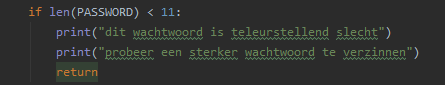 if len(PASSWORD) < 11:
print("dit wachtwoord is teleurstellend slecht")
print("probeer een sterker wachtwoord te verzinnen")
return